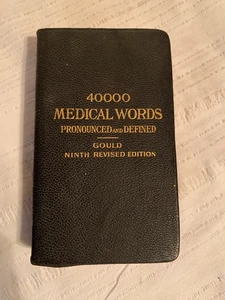 40000
MEDICAL WORDS
PRONOUNCED AND DEFINED
GOULD
NINTH REVISED EDITION